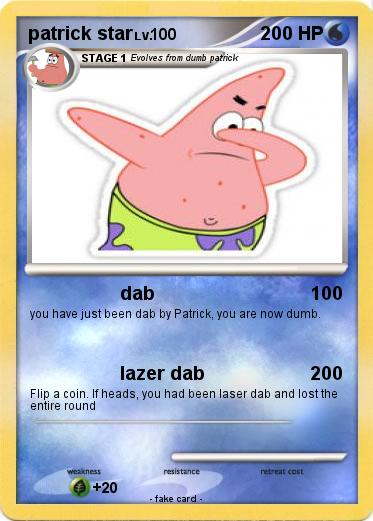 patrick star Lv.100 200 HP
STAGE 1 Evolves from dumb patrick
dab 100
you have just been dab by Patrick, you are now dumb.
lazer dab 200
Flip a coin. If heads, you had been laser dab and lost the
entire round
weakness resistance retreat cost
+20
- fake card -